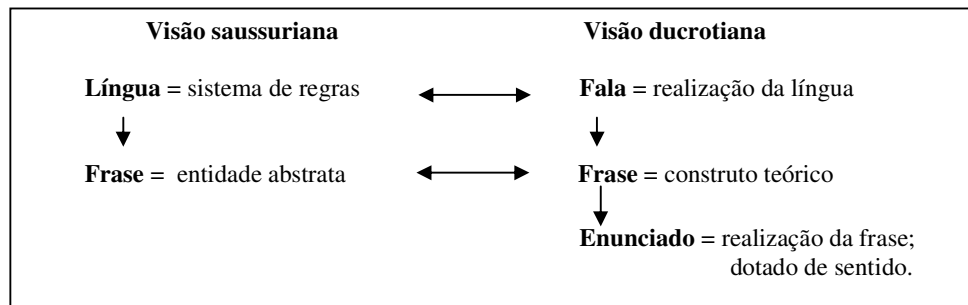 Visão saussuriana Visão ducrotiana
Língua = sistema de regras Fala = realização da língua
Frase = entidade abstrata Frase = construto teórico
Enunciado = realização da frase;
dotado de sentido.